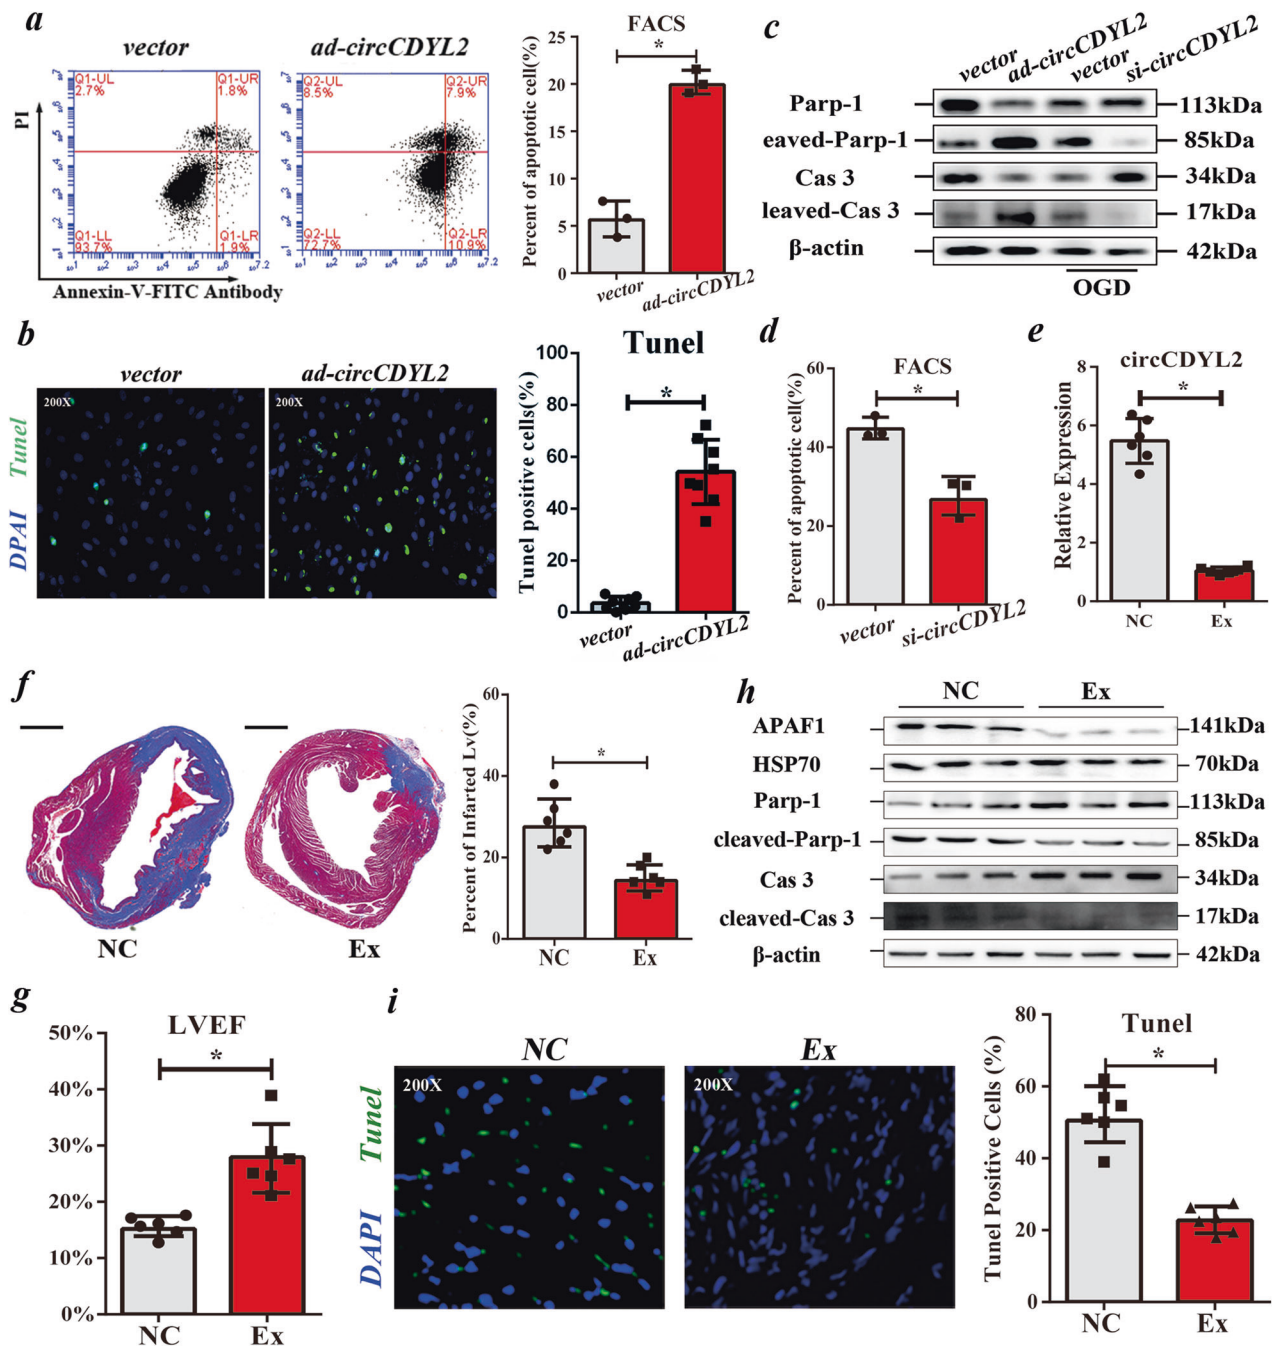 a
vector
ad-circCDYL2
PI
Q1-UL
2.7%
Q1-UR
1.8%
Q1-LL
93.7%
Q1-LR
1.9%
Q2-UL
8.5%
Q2-UR
7.9%
Q2-LL
72.7%
Q2-LR
10.9%
Annexin-V-FITC Antibody
FACS
*
Percent of apoptotic cell(%)
25
20
15
10
5
0
vector
ad-circCDYL2
c
vector
ad-circCDYL2
vector
si-circCDYL2
Parp-1
113kDa
eaved-Parp-1
85kDa
Cas 3
34kDa
leaved-Cas 3
17kDa
β-actin
42kDa
OGD
b
vector
ad-circCDYL2
200X
200X
DPAI Tunel
Tunel
*
Tunel positive cells(%)
100
80
60
40
20
0
vector
ad-circCDYL2
d
FACS
*
Percent of apoptotic cell(%)
60
40
20
0
vector
si-circCDYL2
e
circCDYL2
*
Relative Expression
8
6
4
2
0
NC
Ex
f
NC
Ex
*
Percent of Infarted Lv(%)
60
40
20
0
NC
Ex
h
NC
Ex
APAF1
141kDa
HSP70
70kDa
Parp-1
113kDa
cleaved-Parp-1
85kDa
Cas 3
34kDa
cleaved-Cas 3
17kDa
β-actin
42kDa
g
LVEF
*
50%
40%
30%
20%
10%
0%
NC
Ex
i
NC
Ex
200X
200X
DAPI Tunel
Tunel
*
Tunel Positive Cells (%)
80
60
40
20
0
NC
Ex